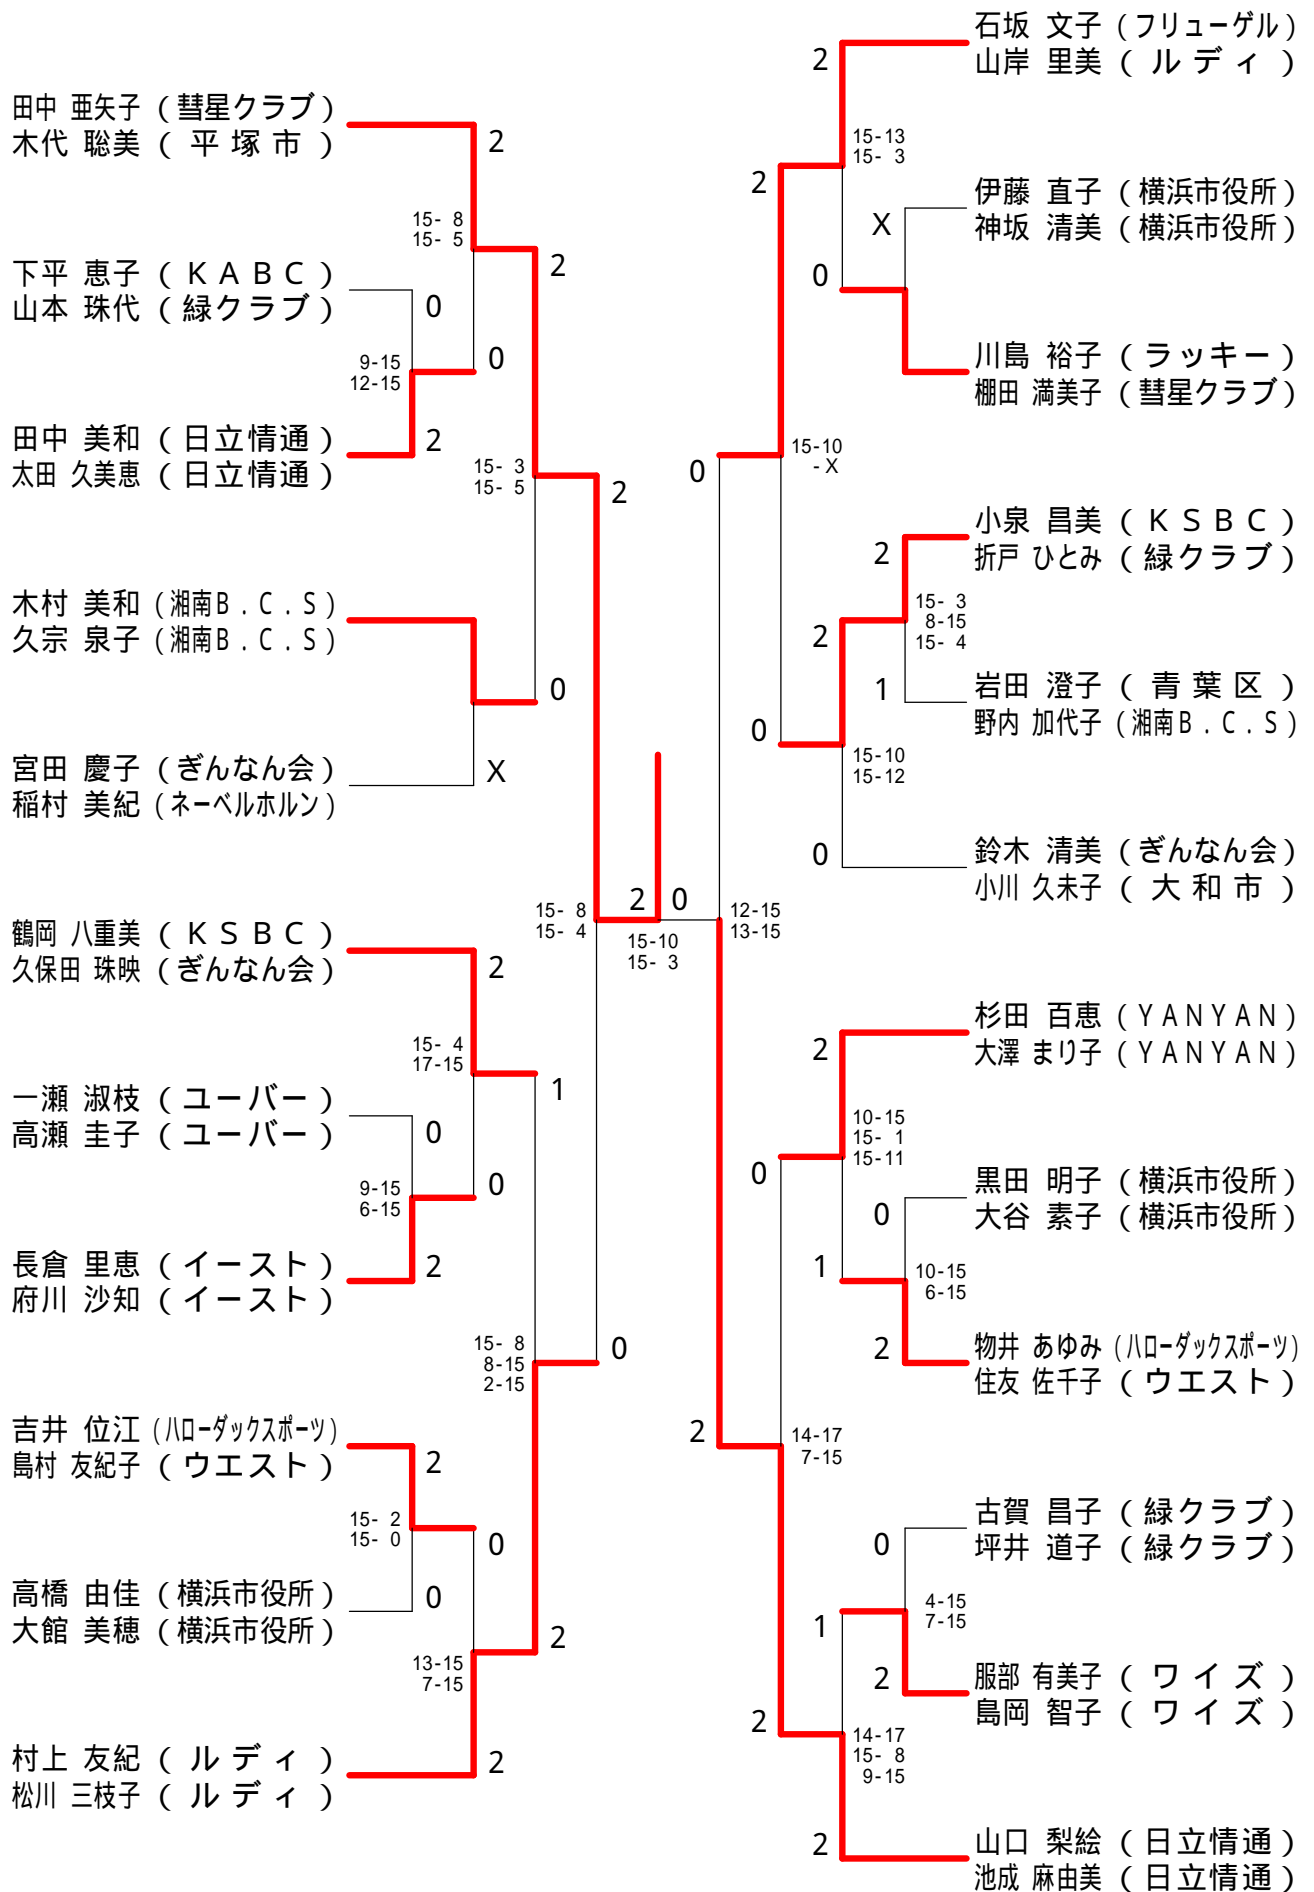 田中 亜矢子 (彗星クラブ)
木代 聡美 ( 平 塚 市 )
2
15- 8
15- 5
2
下平 恵子 ( K A B C )
山本 珠代 ( 緑クラブ )
0
9-15
12-15
0
田中 美和 ( 日立情通 )
太田 久美恵 ( 日立情通 )
2
15- 3
15- 5
2
木村 美和 (湘南B . C . S )
久宗 泉子 (湘南B . C . S )
0
宮田 慶子 (ぎんなん会)
稲村 美紀 (ネーベルホルン)
X
15- 8
15- 4
鶴岡 八重美 ( K S B C )
久保田 珠映 (ぎんなん会)
2
15- 4
17-15
1
一瀬 淑枝 ( ユーバー )
高瀬 圭子 ( ユーバー )
0
9-15
6-15
0
長倉 里恵 ( イースト )
府川 沙知 ( イースト )
2
15- 8
8-15
2-15
0
吉井 位江 (ハローダックスポーツ)
島村 友紀子 ( ウエスト )
2
15- 2
15- 0
0
高橋 由佳 (横浜市役所)
大館 美穂 (横浜市役所)
0
13-15
7-15
2
村上 友紀 ( ル デ ィ )
松川 三枝子 ( ル デ ィ )
2
2 0
15-10
15- 3
石坂 文子 (フリューゲル)
山岸 里美 ( ル デ ィ )
2
15-13
15- 3
2
伊藤 直子 (横浜市役所)
神坂 清美 (横浜市役所)
X
0
川島 裕子 ( ラッキー )
棚田 満美子 (彗星クラブ)
15-10
- X
0
小泉 昌美 ( K S B C )
折戸 ひとみ ( 緑クラブ )
2
15- 3
8-15
15- 4
2
岩田 澄子 ( 青 葉 区 )
野内 加代子 (湘南B . C . S )
1
0
15-10
15-12
鈴木 清美 (ぎんなん会)
小川 久未子 ( 大 和 市 )
0
12-15
13-15
杉田 百恵 ( Y A N Y A N )
大澤 まり子 ( Y A N Y A N )
2
10-15
15- 1
15-11
0
黒田 明子 (横浜市役所)
大谷 素子 (横浜市役所)
0
1
10-15
6-15
物井 あゆみ (ハローダックスポーツ)
住友 佐千子 ( ウエスト )
2
2
14-17
7-15
古賀 昌子 ( 緑クラブ )
坪井 道子 ( 緑クラブ )
0
4-15
7-15
1
服部 有美子 ( ワ イ ズ )
島岡 智子 ( ワ イ ズ )
2
2
14-17
15- 8
9-15
山口 梨絵 ( 日立情通 )
池成 麻由美 ( 日立情通 )
2